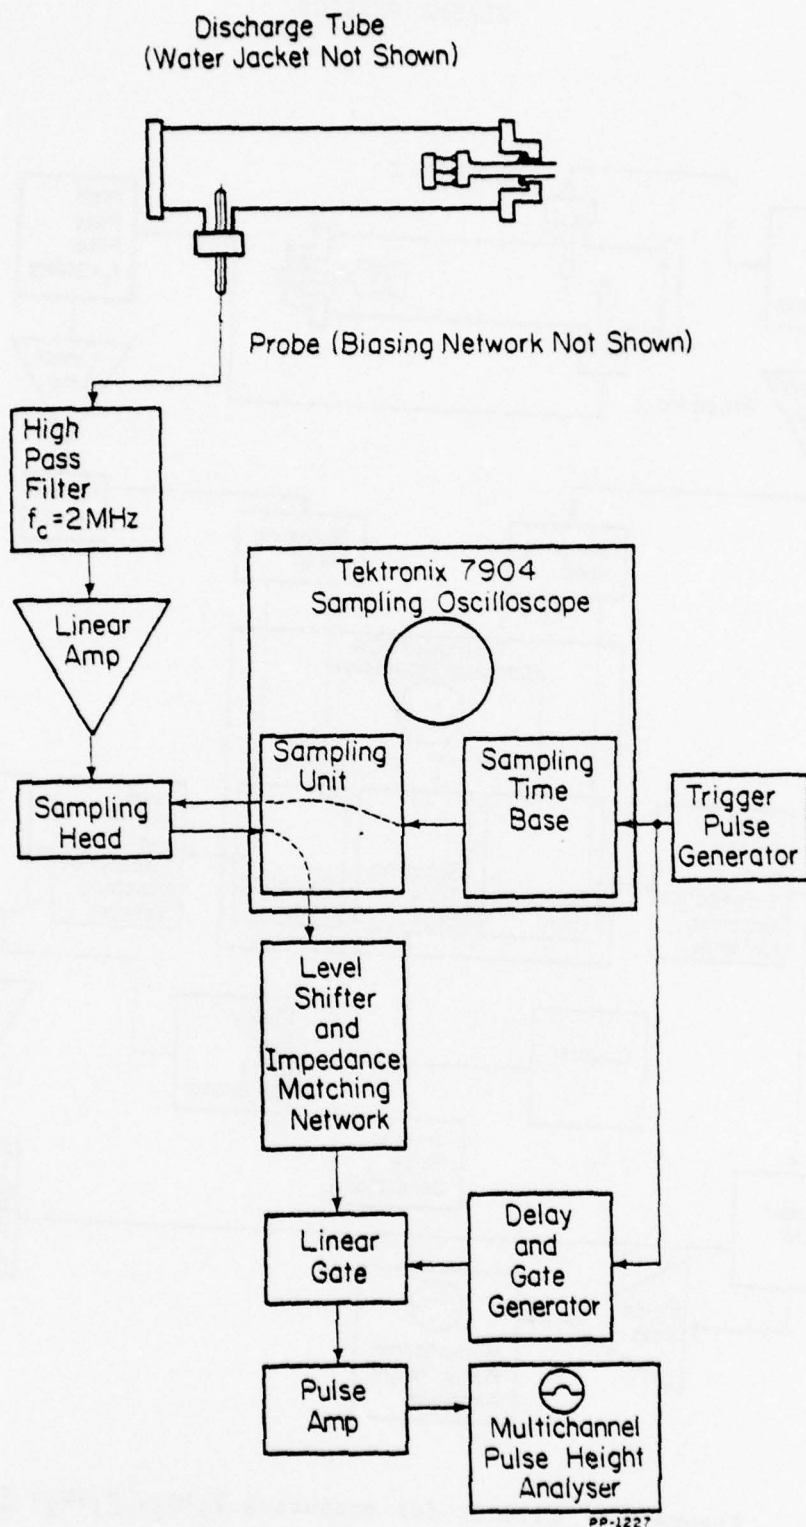 Discharge Tube
(Water Jacket Not Shown)
Probe (Biasing Network Not Shown)
High
Pass
Filter
f_c = 2 MHz
Linear
Amp
Tektronix 7904
Sampling Oscilloscope
Sampling
Unit
Sampling
Time
Base
Trigger
Pulse
Generator
Sampling
Head
Level
Shifter
and
Impedance
Matching
Network
Linear
Gate
Delay
and
Gate
Generator
Pulse
Amp
Multichannel
Pulse Height
Analyser
PP-1227